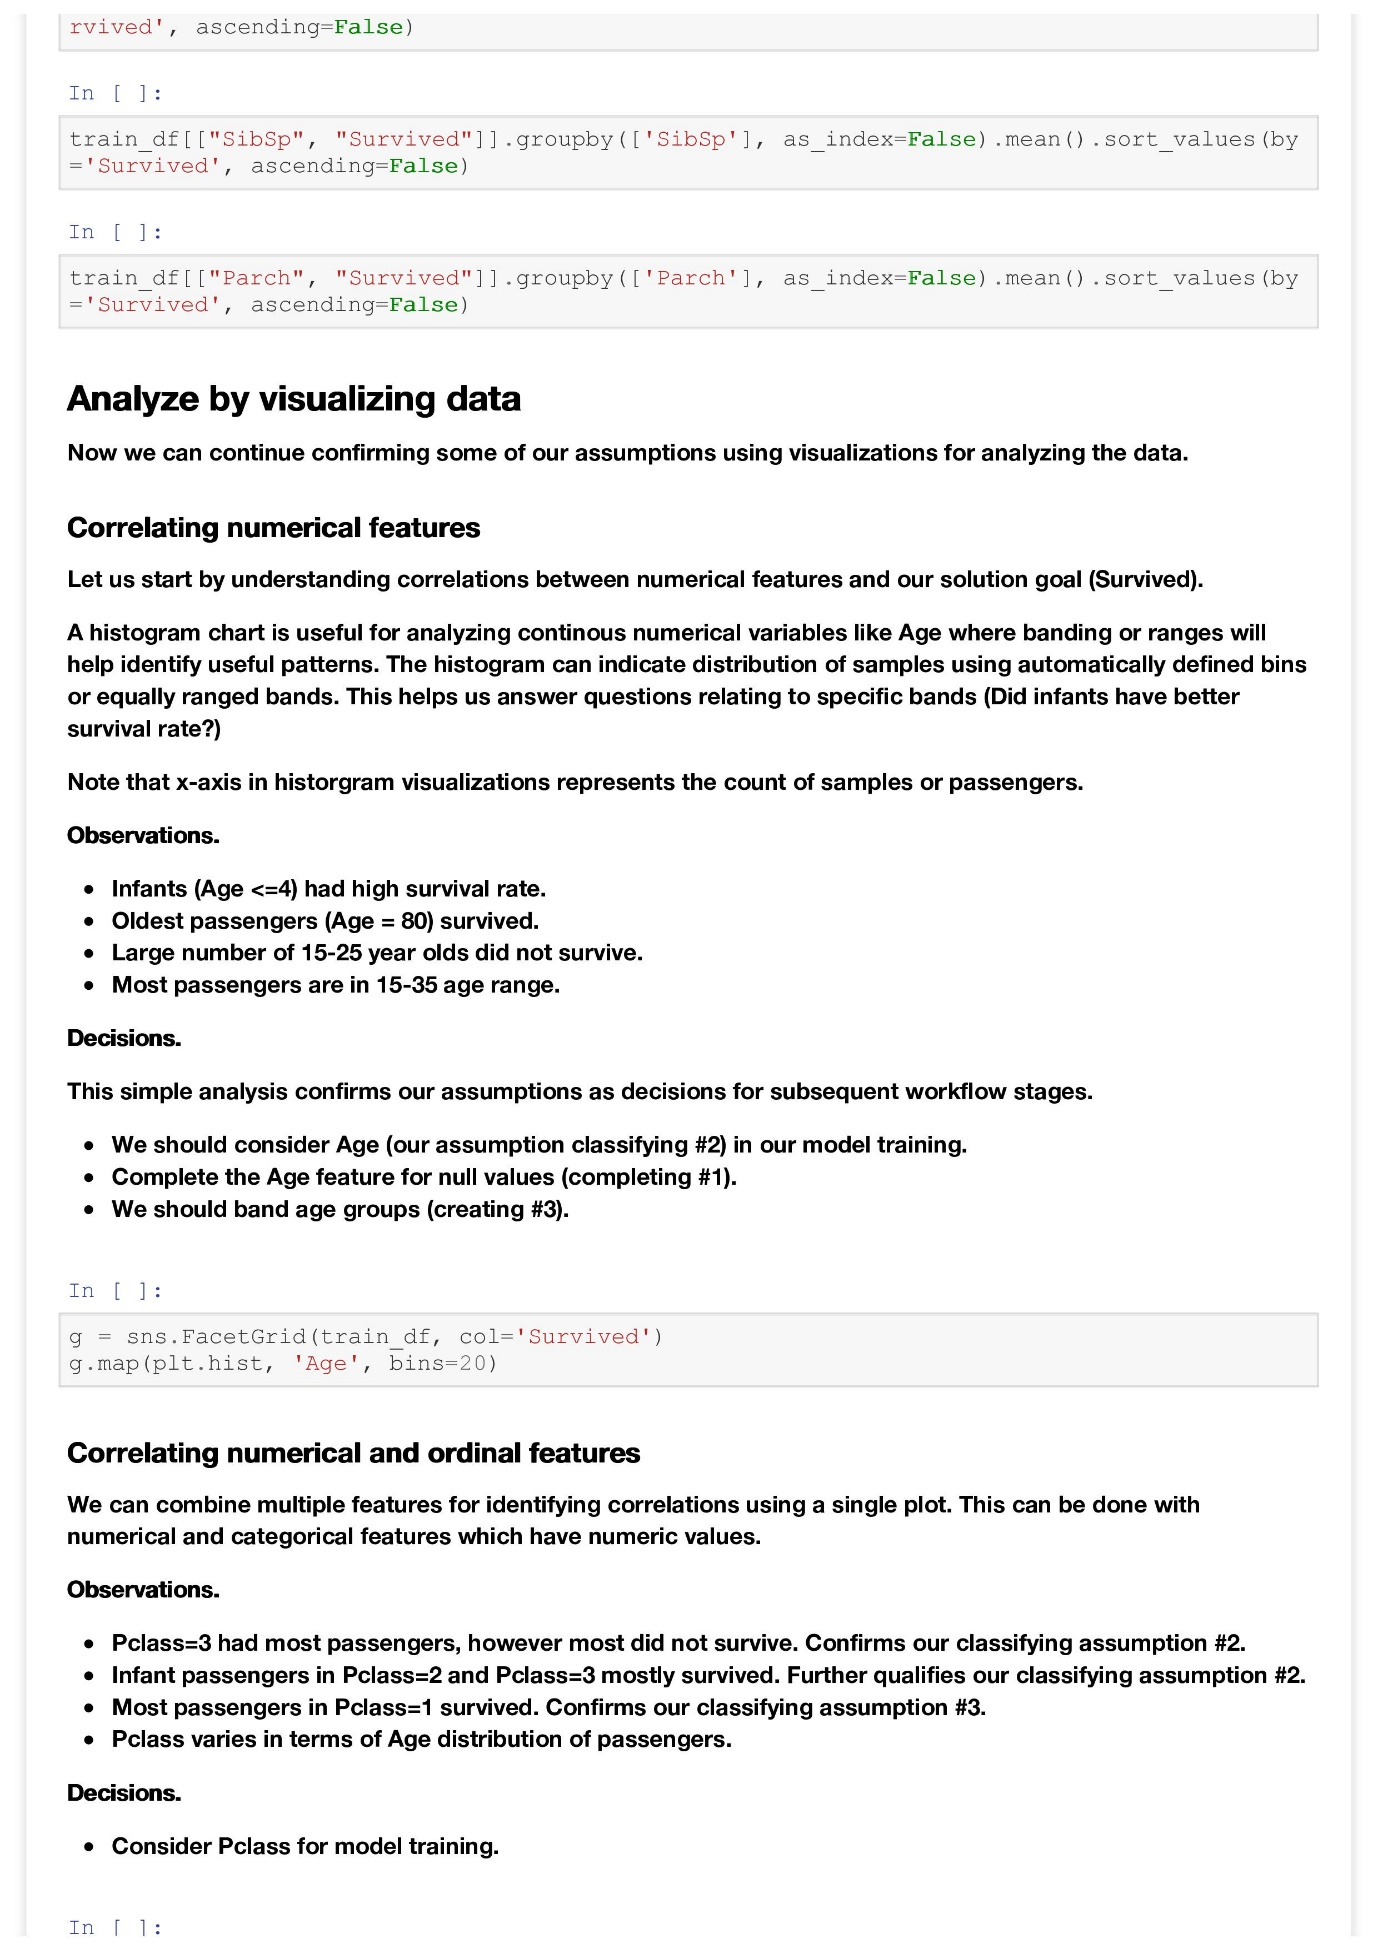 rvived', ascending=False)
In [ ]:
train_df[["SibSp", "Survived"]].groupby(['SibSp'], as_index=False).mean().sort_values(by
='Survived', ascending=False)
In [ ]:
train_df[["Parch", "Survived"]].groupby(['Parch'], as_index=False).mean().sort_values(by
='Survived', ascending=False)
Analyze by visualizing data
Now we can continue confirming some of our assumptions using visualizations for analyzing the data.
Correlating numerical features
Let us start by understanding correlations between numerical features and our solution goal (Survived).
A histogram chart is useful for analyzing continous numerical variables like Age where banding or ranges will
help identify useful patterns. The histogram can indicate distribution of samples using automatically defined bins
or equally ranged bands. This helps us answer questions relating to specific bands (Did infants have better
survival rate?)
Note that x-axis in historgram visualizations represents the count of samples or passengers.
Observations.
• Infants (Age <=4) had high survival rate.
• Oldest passengers (Age = 80) survived.
• Large number of 15-25 year olds did not survive.
• Most passengers are in 15-35 age range.
Decisions.
This simple analysis confirms our assumptions as decisions for subsequent workflow stages.
• We should consider Age (our assumption classifying #2) in our model training.
• Complete the Age feature for null values (completing #1).
• We should band age groups (creating #3).
In [ ]:
g = sns.FacetGrid(train_df, col='Survived')
g.map(plt.hist, 'Age', bins=20)
Correlating numerical and ordinal features
We can combine multiple features for identifying correlations using a single plot. This can be done with
numerical and categorical features which have numeric values.
Observations.
• Pclass=3 had most passengers, however most did not survive. Confirms our classifying assumption #2.
• Infant passengers in Pclass=2 and Pclass=3 mostly survived. Further qualifies our classifying assumption #2.
• Most passengers in Pclass=1 survived. Confirms our classifying assumption #3.
• Pclass varies in terms of Age distribution of passengers.
Decisions.
• Consider Pclass for model training.
In [ ]: